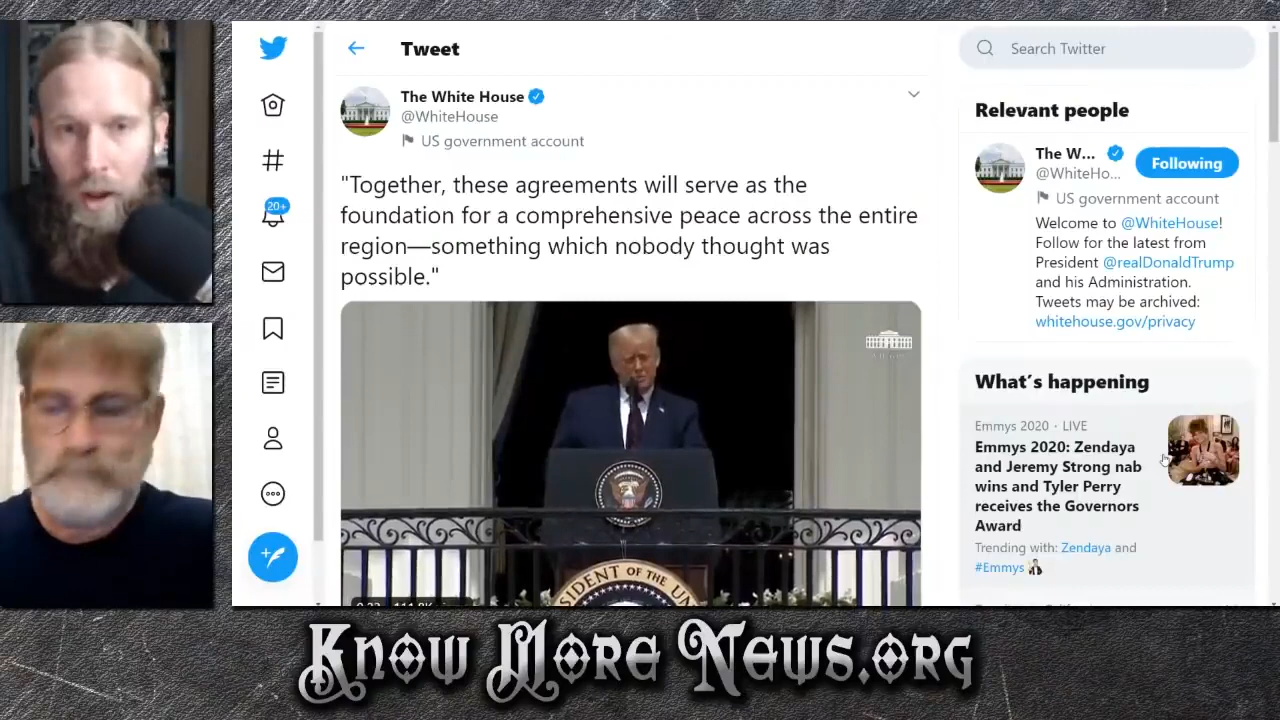 Tweet
The White House
@WhiteHouse
US government account
"Together, these agreements will serve as the
foundation for a comprehensive peace across the entire
region—something which nobody thought was
possible."
20+
Search Twitter
Relevant people
The W...
@WhiteHo...
Following
US government account
Welcome to @WhiteHouse!
Follow for the latest from
President @realDonaldTrump
and his Administration.
Tweets may be archived:
whitehouse.gov/privacy
What's happening
Emmys 2020 · LIVE
Emmys 2020: Zendaya
and Jeremy Strong nab
wins and Tyler Perry
receives the Governors
Award
Trending with: Zendaya and
#Emmys
SIDENT OF THE UN
Know More News.org